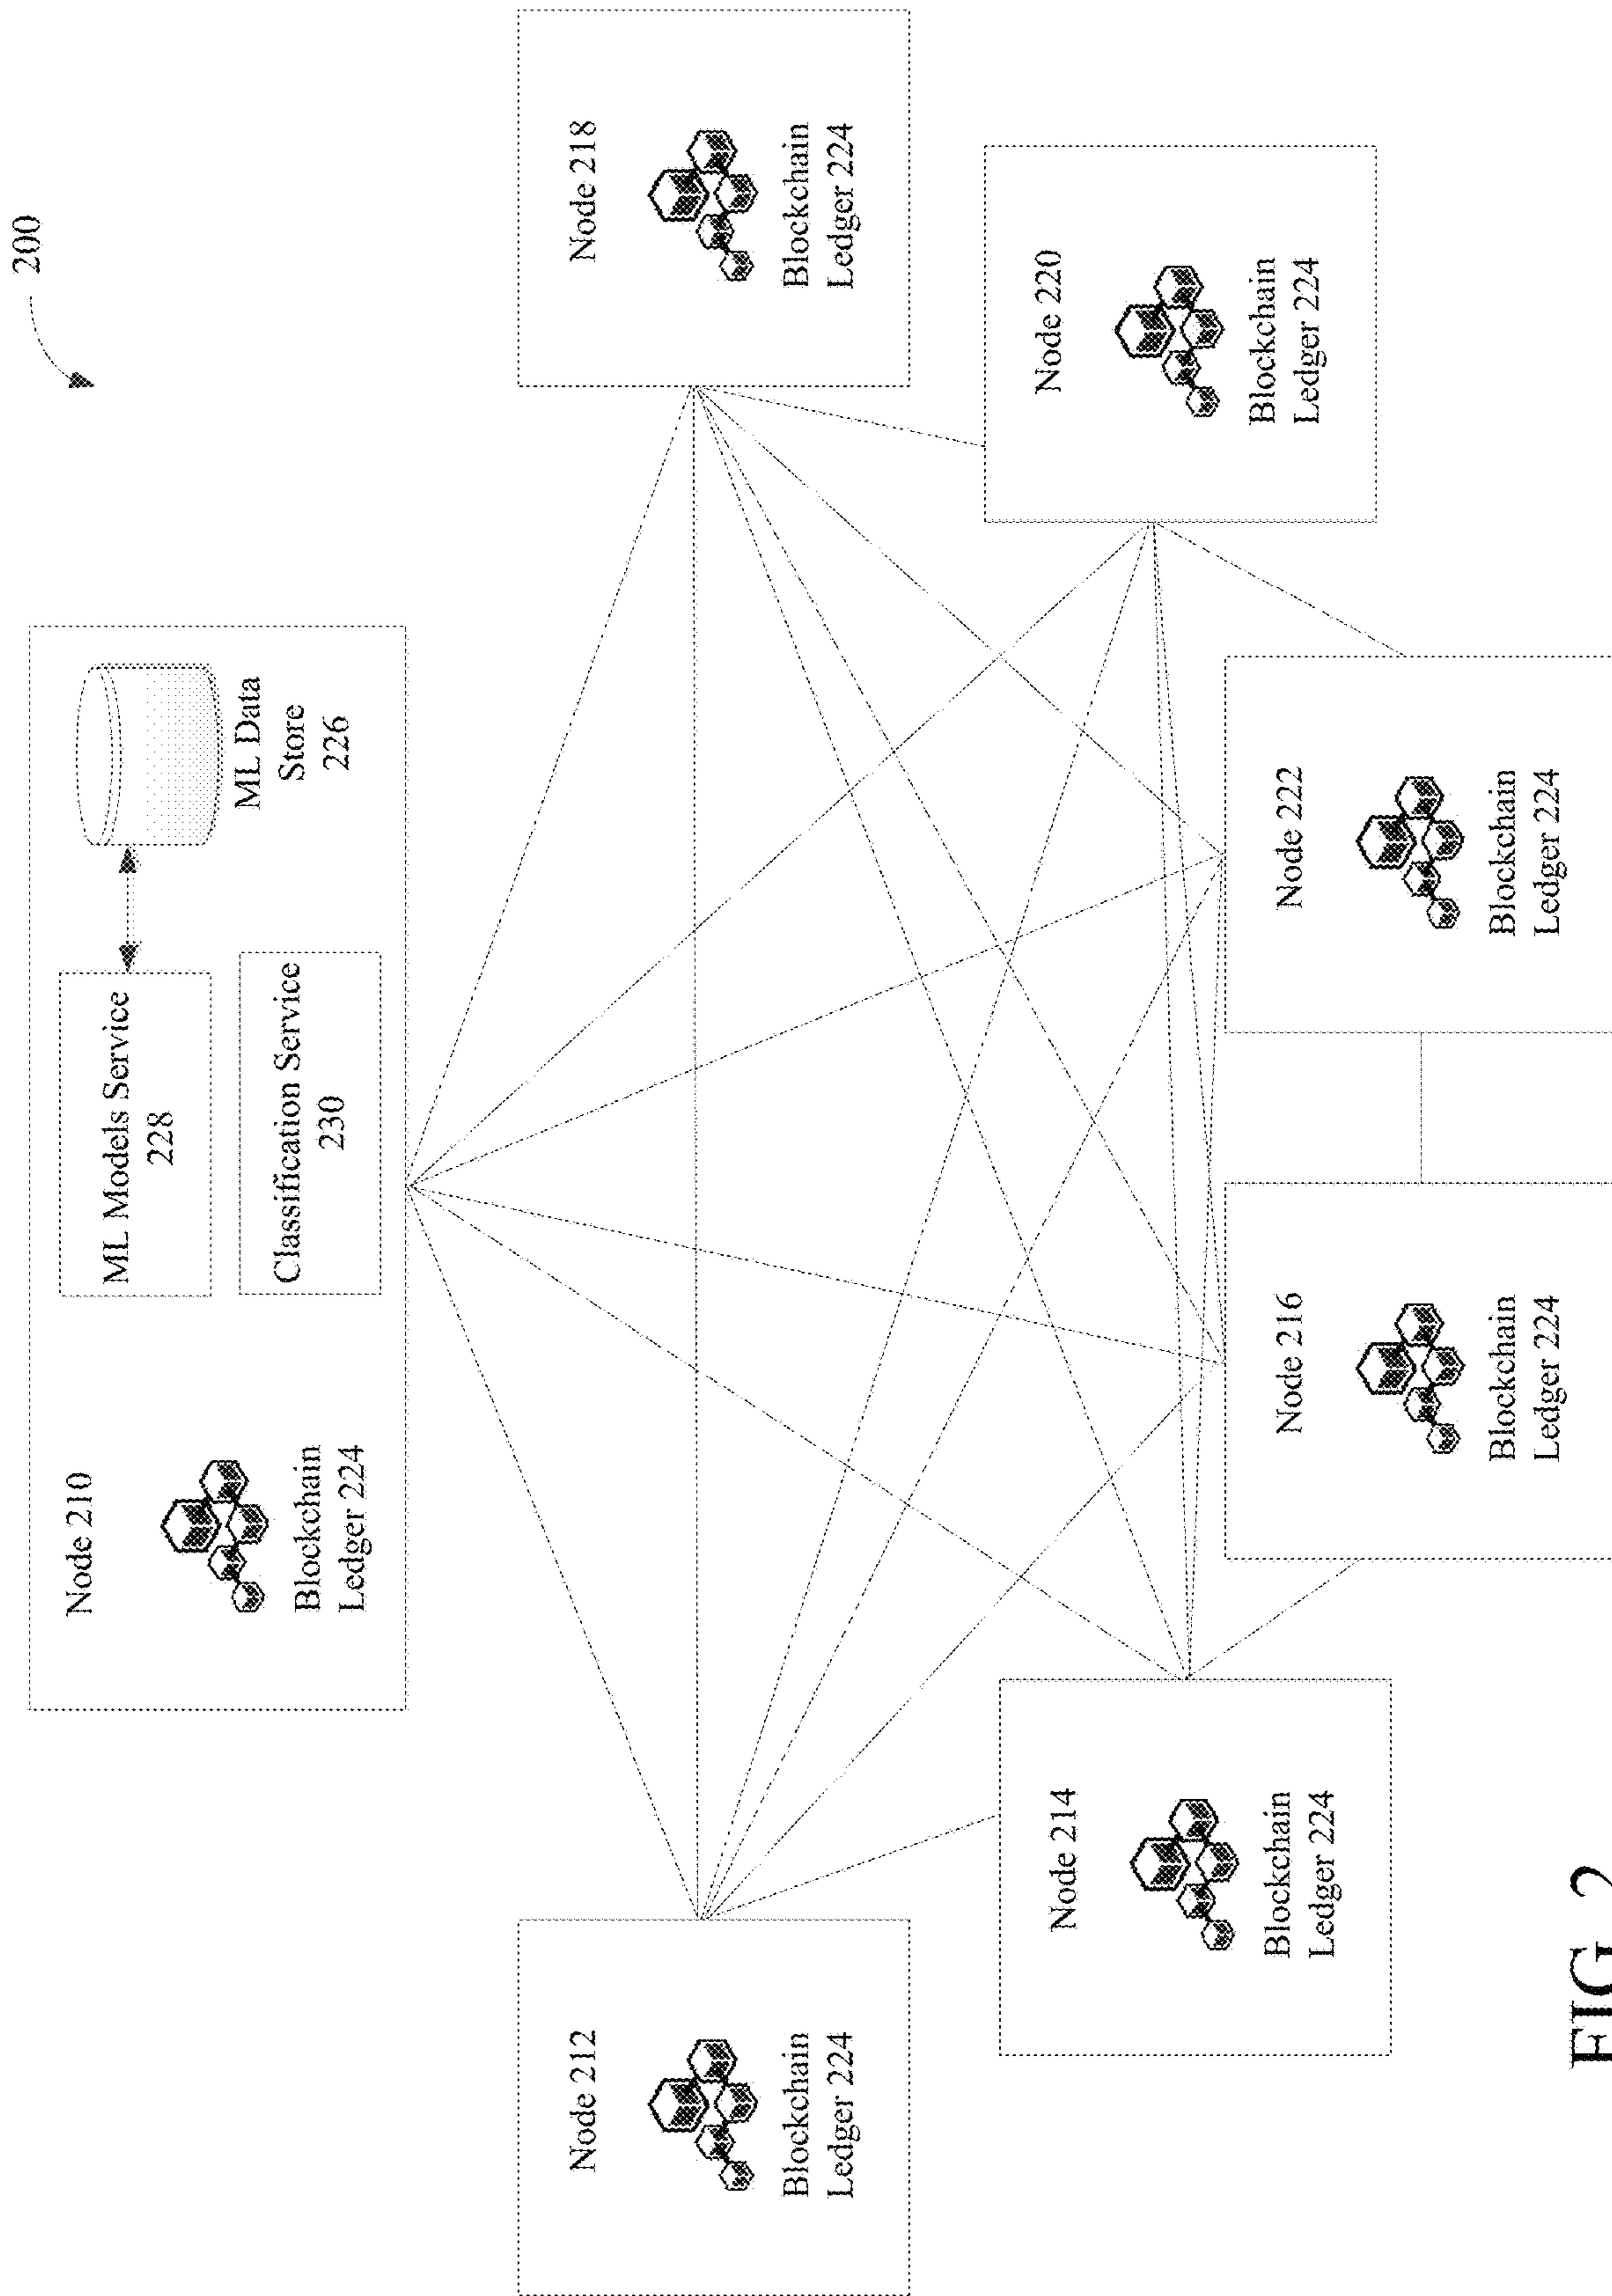 200
Node 210
Blockchain
Ledger 224
ML Models Service
228
Classification Service
230
ML Data
Store
226
Node 212
Blockchain
Ledger 224
Node 218
Blockchain
Ledger 224
Node 214
Blockchain
Ledger 224
Node 220
Blockchain
Ledger 224
Node 216
Blockchain
Ledger 224
Node 222
Blockchain
Ledger 224
FIG. 2